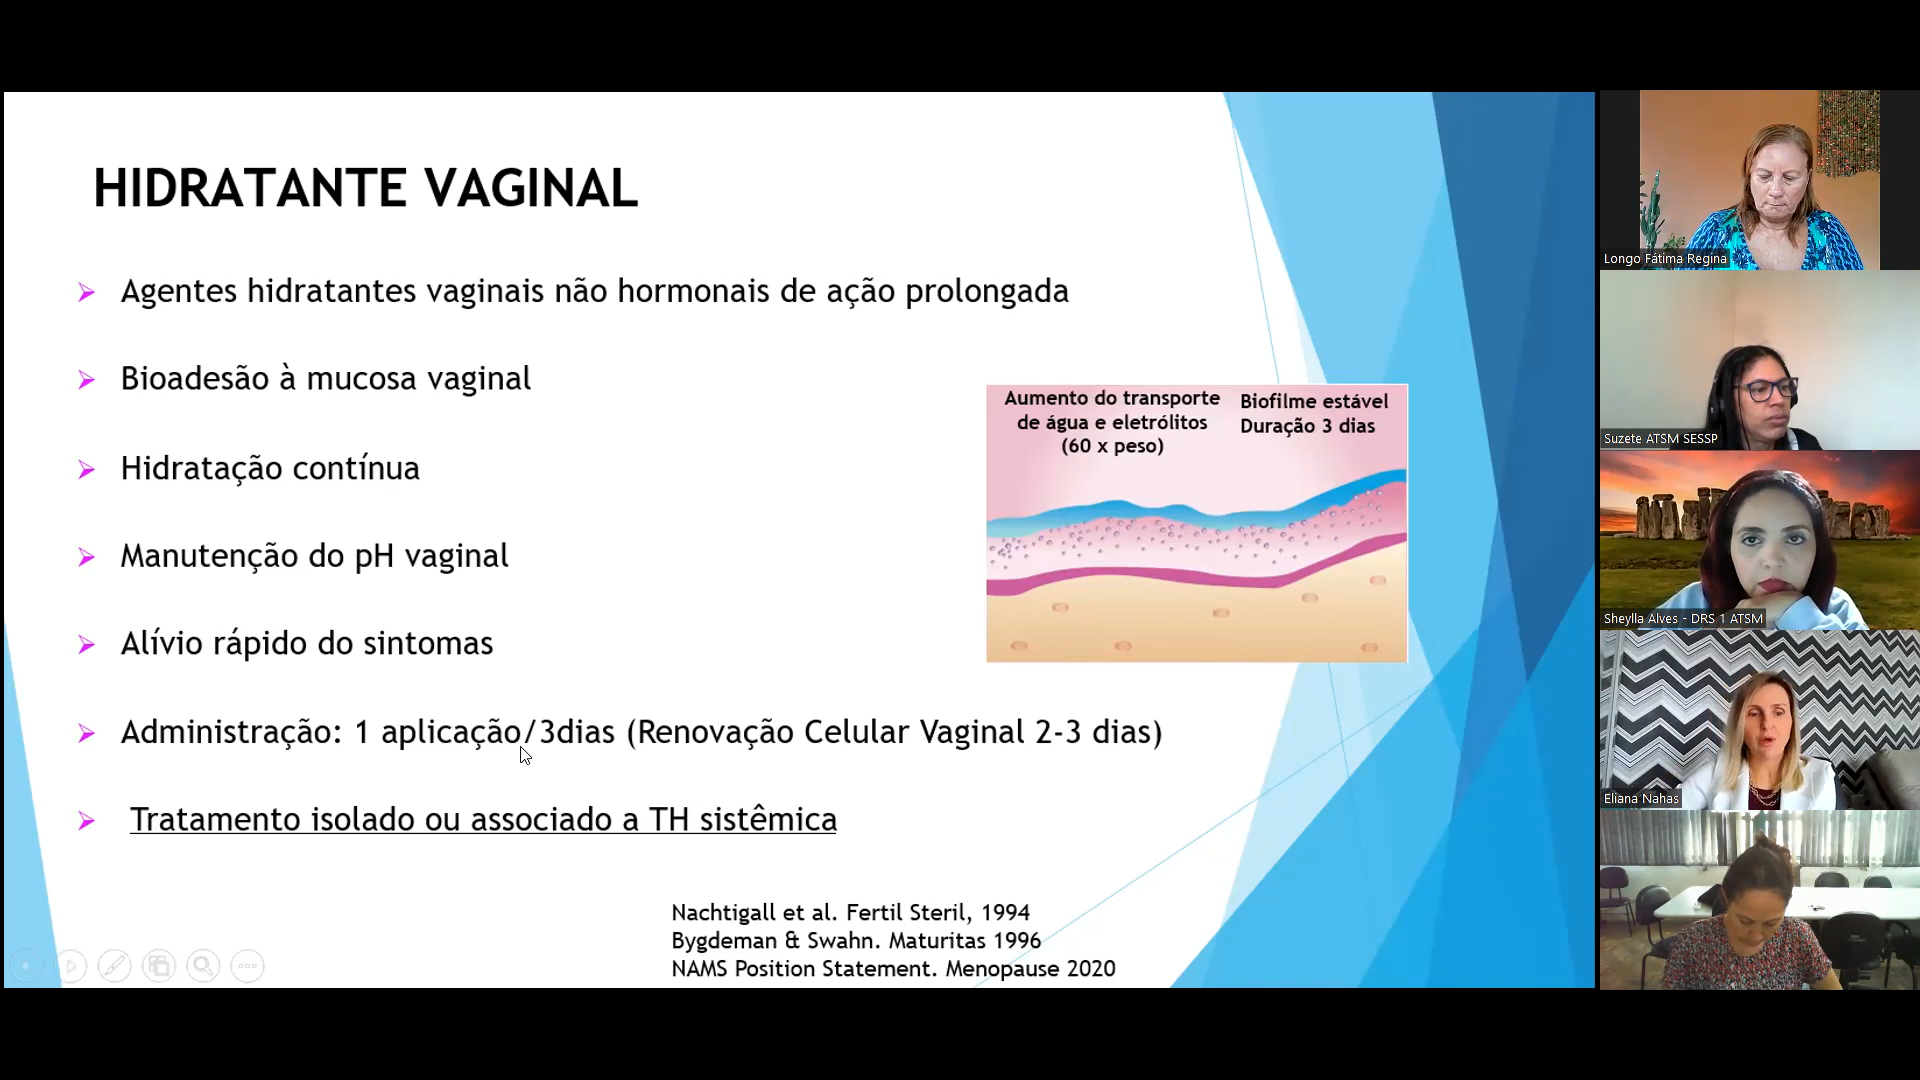 HIDRATANTE VAGINAL
Agentes hidratantes vaginais não hormonais de ação prolongada
Bioadesão à mucosa vaginal
Hidratação contínua
Manutenção do pH vaginal
Alívio rápido do sintomas
Administração: 1 aplicação/3dias (Renovação Celular Vaginal 2-3 dias)
Tratamento isolado ou associado a TH sistêmica
Aumento do transporte
de água e eletrólitos
(60 x peso)
Biofilme estável
Duração 3 dias
Nachtigall et al. Fertil Steril, 1994
Bygdeman & Swahn. Maturitas 1996
NAMS Position Statement. Menopause 2020
Longo Fátima Regina
Suzete ATSM SESSP
Sheylla Alves - DRS 1 ATSM
Eliana Nahas